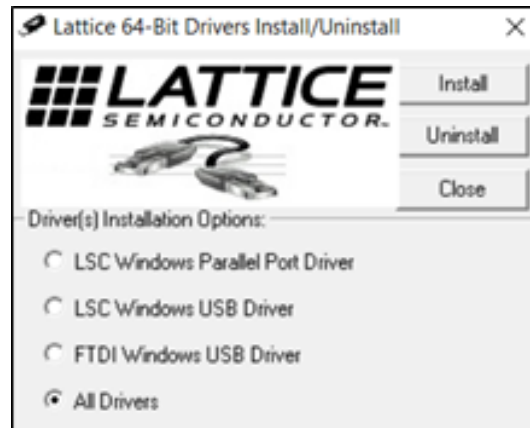 Lattice 64-Bit Drivers Install/Uninstall
LATTICE
SEMICONDUCTOR.
Install
Uninstall
Close
Driver(s) Installation Options:
LSC Windows Parallel Port Driver
LSC Windows USB Driver
FTDI Windows USB Driver
All Drivers